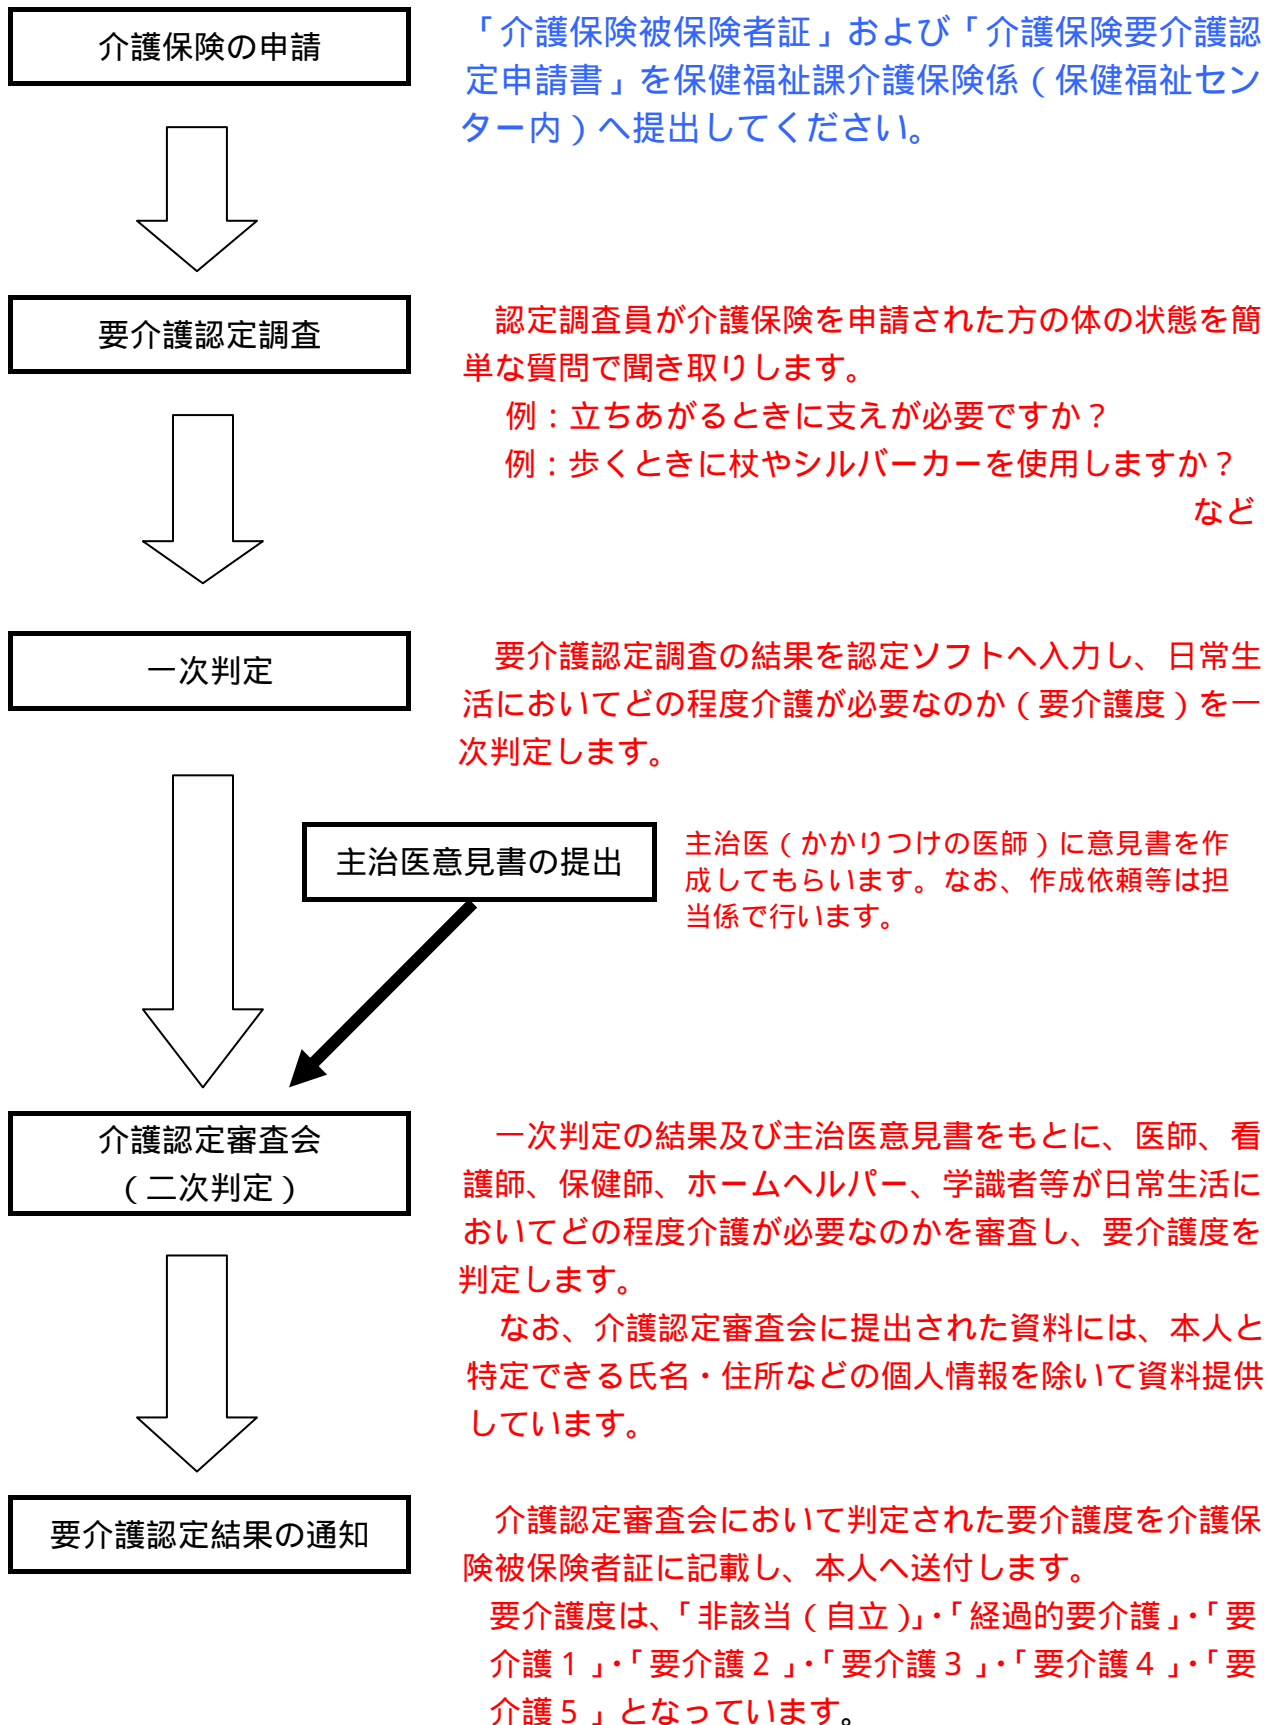 介護保険の申請
「介護保険被保険者証」および「介護保険要介護認
定申請書」を保健福祉課介護保険係(保健福祉セン
ター内)へ提出してください。
要介護認定調査
認定調査員が介護保険を申請された方の体の状態を簡
単な質問で聞き取りします。
例:立ちあがるときに支えが必要ですか?
例:歩くときに杖やシルバーカーを使用しますか?
など
一次判定
要介護認定調査の結果を認定ソフトへ入力し、日常生
活においてどの程度介護が必要なのか(要介護度)を一
次判定します。
主治医意見書の提出
主治医(かかりつけの医師)に意見書を作
成してもらいます。なお、作成依頼等は担
当係で行います。
介護認定審査会
(二次判定)
一次判定の結果及び主治医意見書をもとに、医師、看
護師、保健師、ホームヘルパー、学識者等が日常生活に
おいてどの程度介護が必要なのかを審査し、要介護度を
判定します。
なお、介護認定審査会に提出された資料には、本人と
特定できる氏名・住所などの個人情報を除いて資料提供
しています。
要介護認定結果の通知
介護認定審査会において判定された要介護度を介護保
険被保険者証に記載し、本人へ送付します。
要介護度は、「非該当(自立)」・「経過的要介護」・「要
介護1」・「要介護2」・「要介護3」・「要介護4」・「要
介護5」となっています。